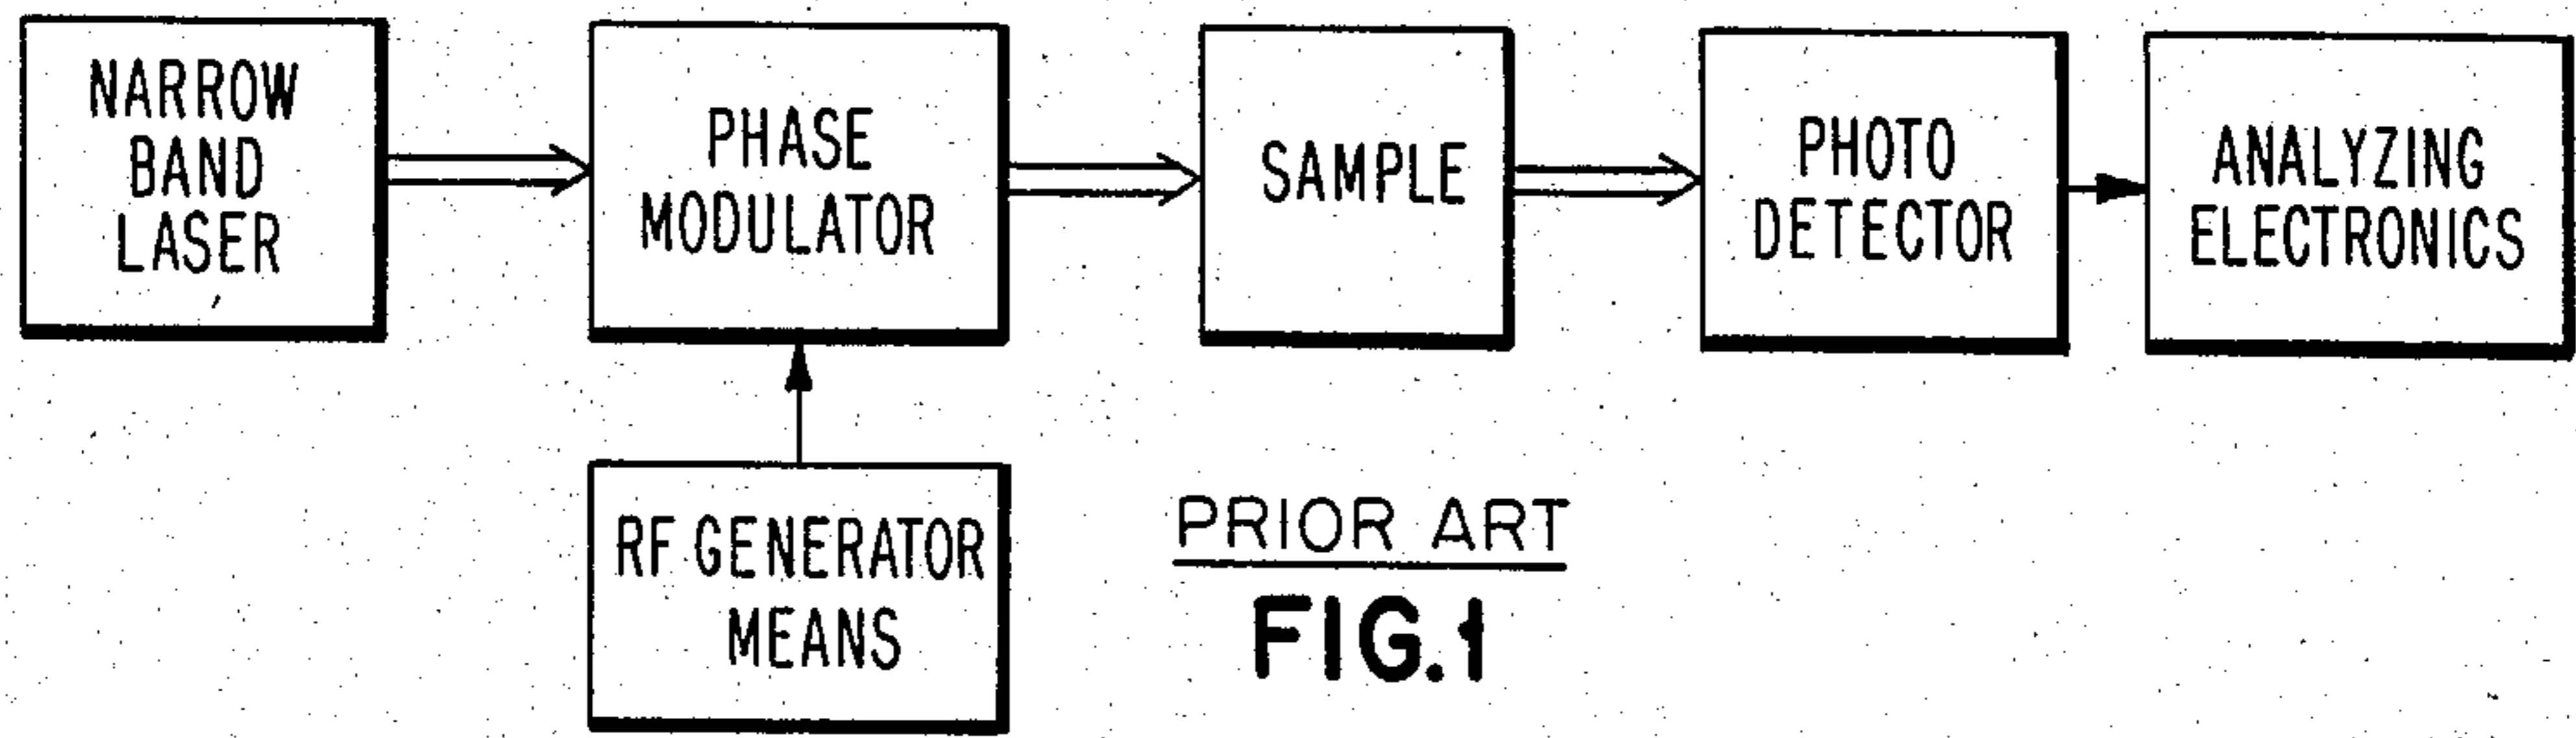 NARROW
BAND
LASER
PHASE
MODULATOR
SAMPLE
PHOTO
DETECTOR
ANALYZING
ELECTRONICS
RF GENERATOR
MEANS
PRIOR ART
FIG.1